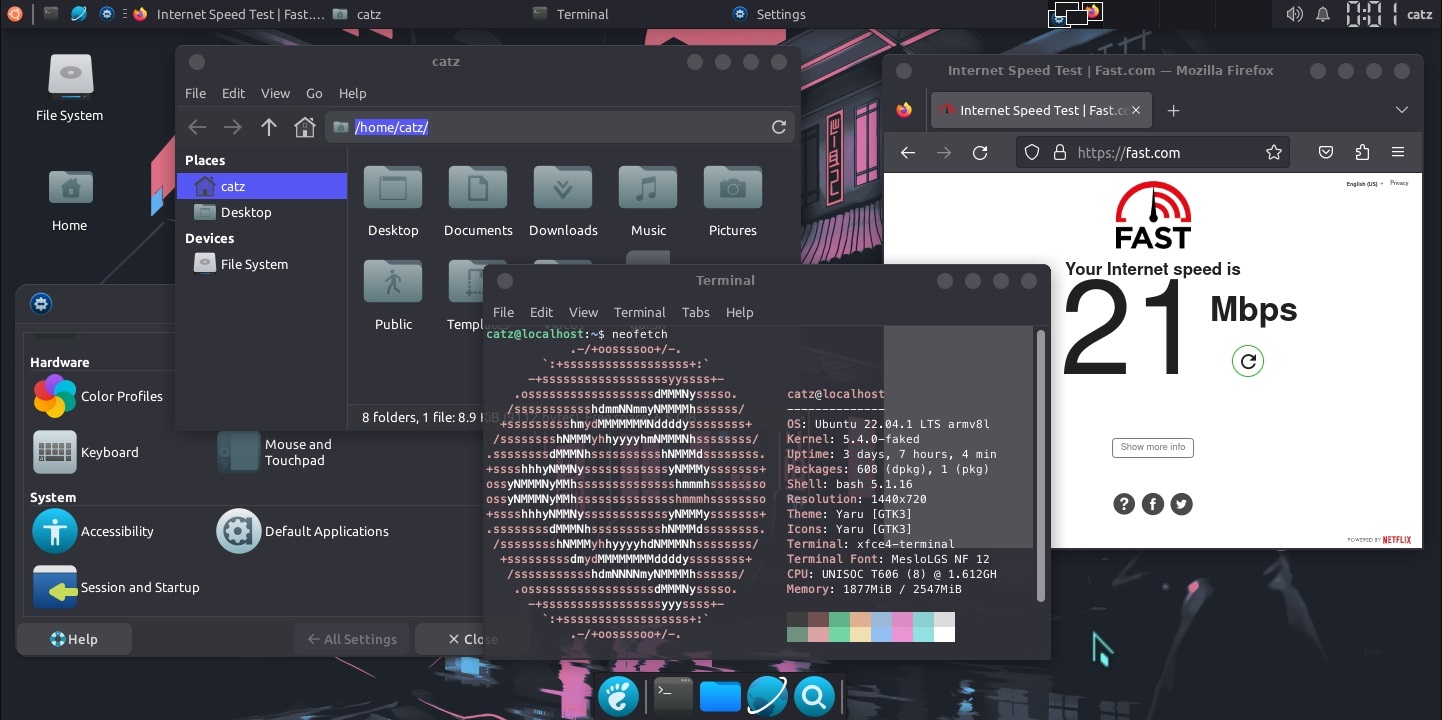 Internet Speed Test | Fast....
catz
Terminal
Settings
0:01
catz
File System
Home
catz
File Edit View Go Help
/home/catz/
Places
catz
Desktop
Devices
File System
Desktop Documents Downloads Music Pictures
Public
8 folders, 1 file: 8.9
Internet Speed Test | Fast.com — Mozilla Firefox
Internet Speed Test | Fast.co
https://fast.com
English (US)
Privacy
FAST
Your Internet speed is
21 Mbps
Show more info
POWERED BY NETFLIX
Hardware
Color Profiles
Keyboard
Mouse and
Touchpad
System
Accessibility
Default Applications
Session and Startup
Help
All Settings
Terminal
File Edit View Terminal Tabs Help
catz@localhost:~$ neofetch
catz@localhost
--------------
OS: Ubuntu 22.04.1 LTS armv8l
Kernel: 5.4.0-faked
Uptime: 3 days, 7 hours, 4 min
Packages: 608 (dpkg), 1 (pkg)
Shell: bash 5.1.16
Resolution: 1440x720
Theme: Yaru [GTK3]
Icons: Yaru [GTK3]
Terminal: xfce4-terminal
Terminal Font: MesloLGS NF 12
CPU: UNISOC T606 (8) @ 1.612GH
Memory: 1877MiB / 2547MiB